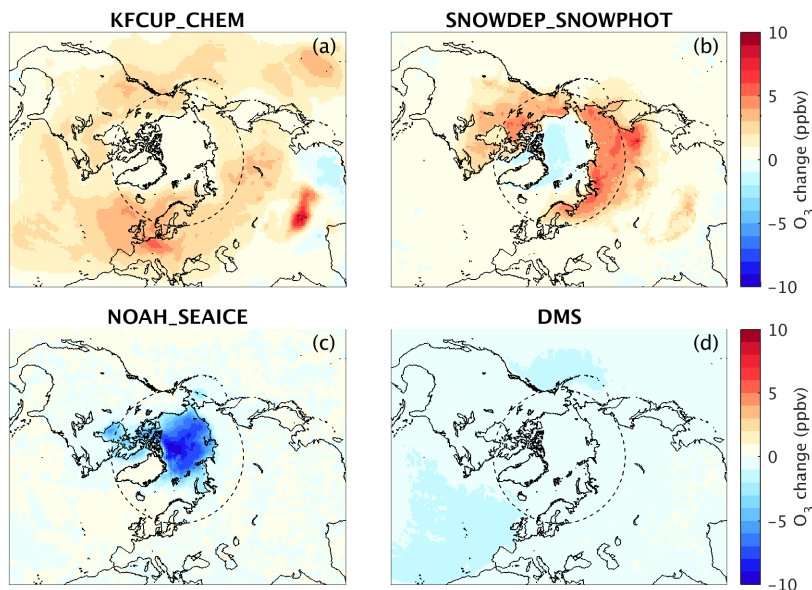 KFCUP_CHEM
SNOWDEP_SNOWPHOT
(a)
(b)
10
5
0
−5
−10
O3 change (ppbv)
NOAH_SEAICE
DMS
(c)
(d)
10
5
0
−5
−10
O3 change (ppbv)